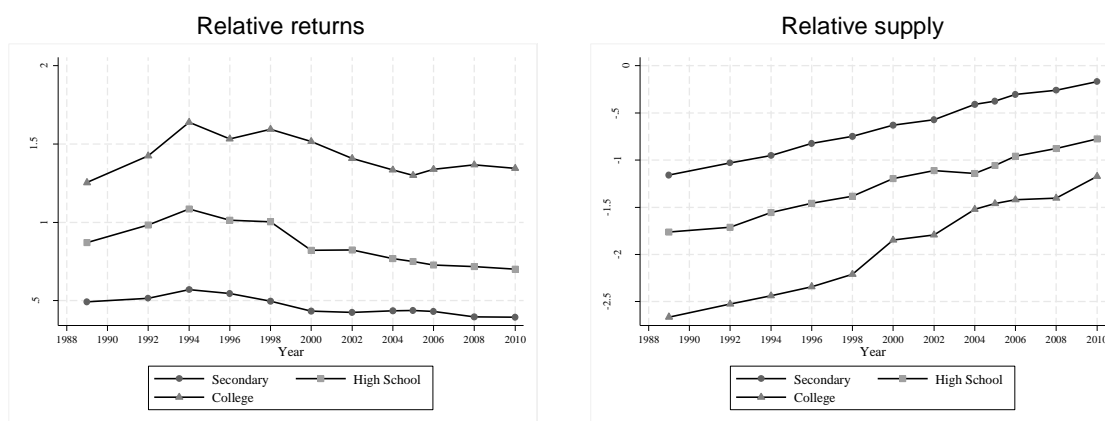 Relative returns
2
1.5
1
.5
1988 1990 1992 1994 1996 1998 2000 2002 2004 2006 2008 2010
Year
Secondary High School
College
Relative supply
0
-.5
-1
-1.5
-2
-2.5
1988 1990 1992 1994 1996 1998 2000 2002 2004 2006 2008 2010
Year
Secondary High School
College